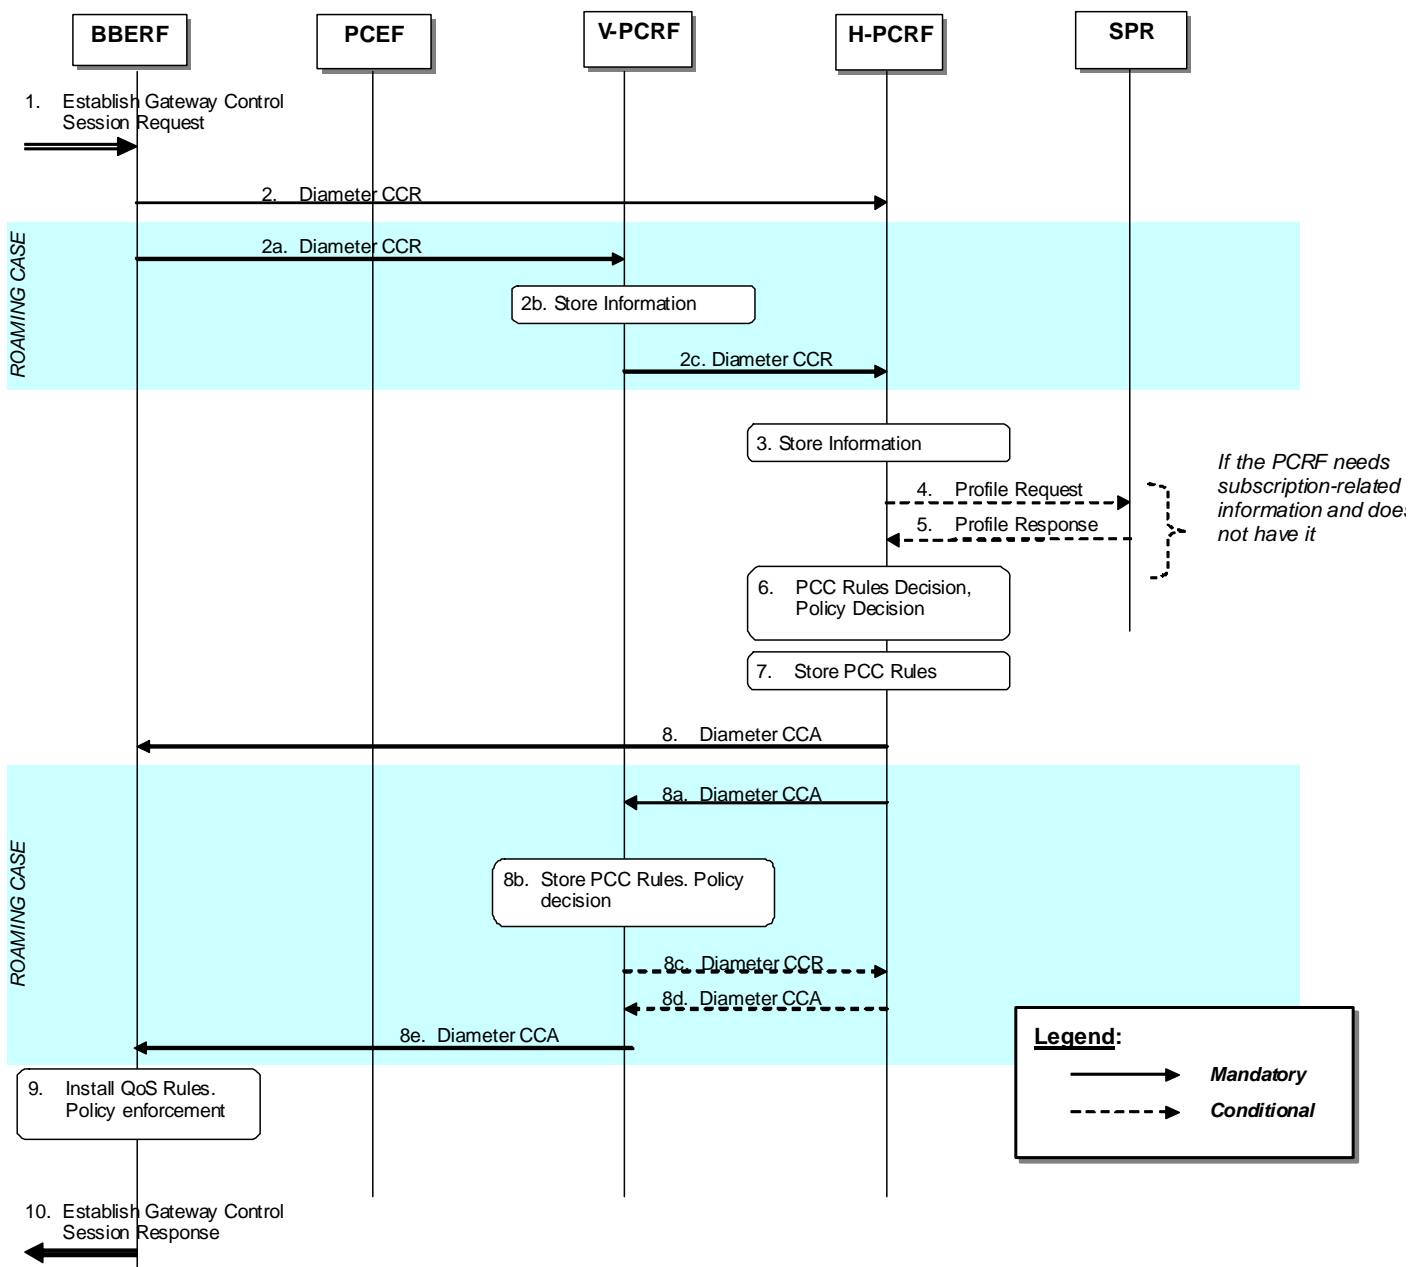 BBERF PCEF V-PCRF H-PCRF SPR
1. Establish Gateway Control
Session Request
2. Diameter CCR
ROAMING CASE
2a. Diameter CCR
2b. Store Information
2c. Diameter CCR
3. Store Information
If the PCRF needs
subscription-related
information and does
not have it
4. Profile Request
5. Profile Response
6. PCC Rules Decision,
Policy Decision
7. Store PCC Rules
8. Diameter CCA
ROAMING CASE
8a. Diameter CCA
8b. Store PCC Rules. Policy
decision
8c. Diameter CCR
8d. Diameter CCA
8e. Diameter CCA
Legend:
Mandatory
Conditional
9. Install QoS Rules.
Policy enforcement
10. Establish Gateway Control
Session Response